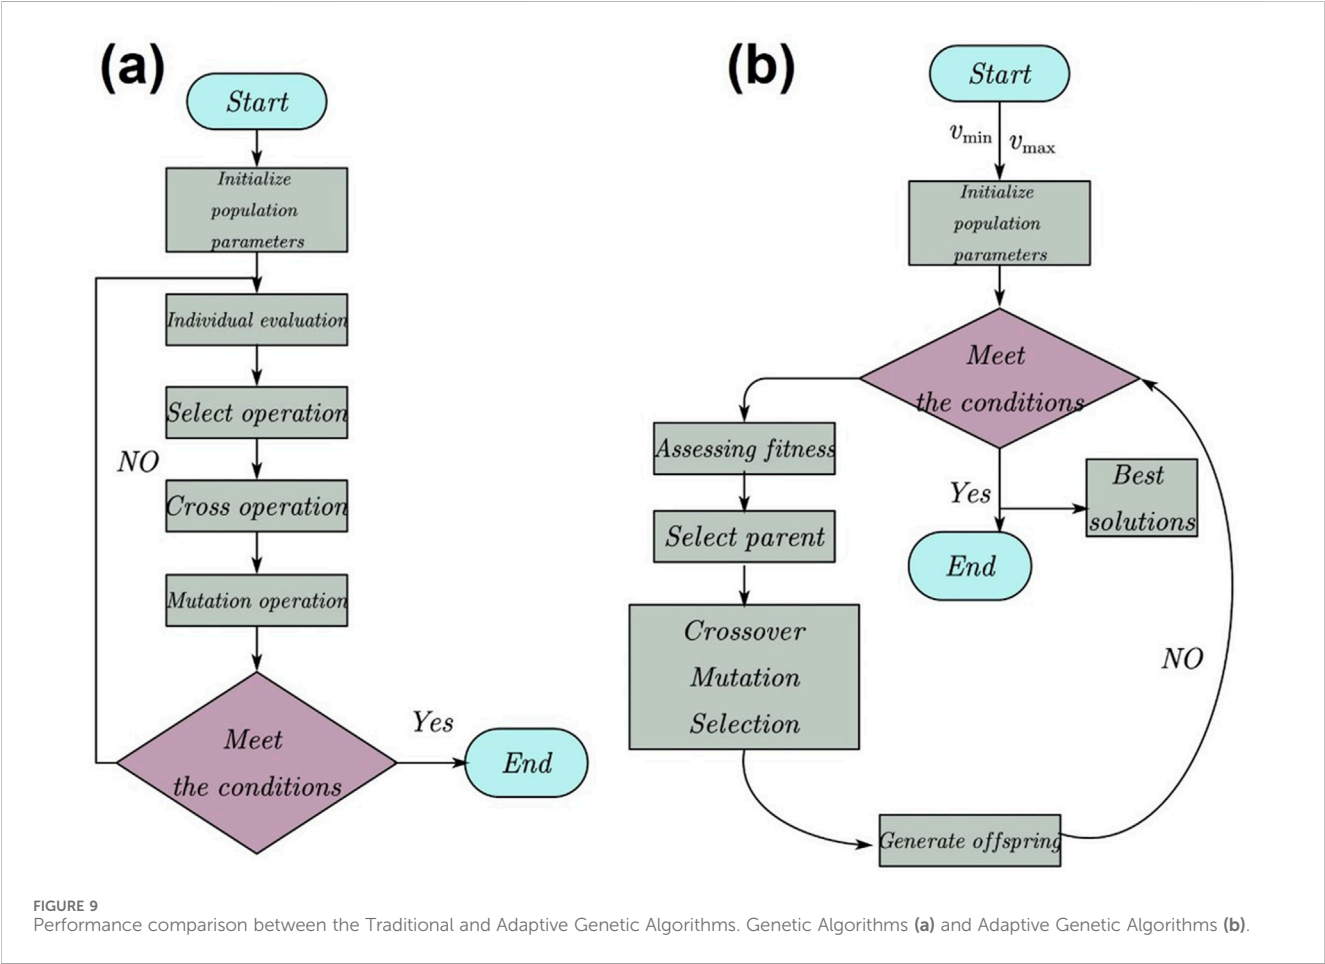 (a)
Start
Initialize
population
parameters
Individual evaluation
Select operation
NO
Cross operation
Mutation operation
Meet
the conditions
Yes
End
(b)
Start
v_min v_max
Initialize
population
parameters
Meet
the conditions
Assessing fitness
Select parent
Crossover
Mutation
Selection
Generate offspring
NO
Yes
Best
solutions
End
FIGURE 9
Performance comparison between the Traditional and Adaptive Genetic Algorithms. Genetic Algorithms (a) and Adaptive Genetic Algorithms (b).